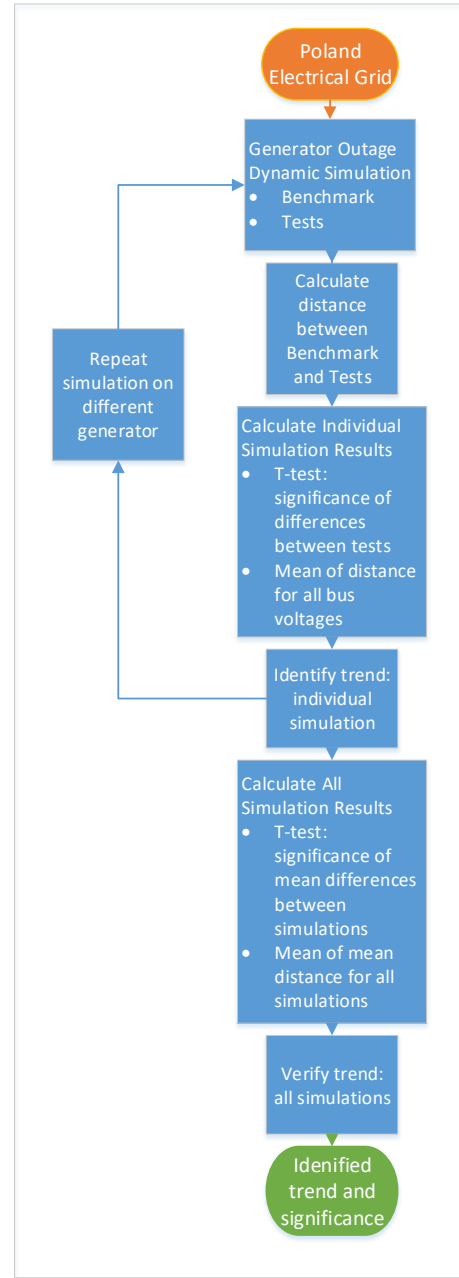 Poland
Electrical Grid
Generator Outage
Dynamic Simulation
• Benchmark
• Tests
Calculate
distance
between
Benchmark
and Tests
Repeat
simulation on
different
generator
Calculate Individual
Simulation Results
• T-test:
significance of
differences
between tests
• Mean of distance
for all bus
voltages
Identify trend:
individual
simulation
Calculate All
Simulation Results
• T-test:
significance of
mean differences
between
simulations
• Mean of mean
distance for all
simulations
Verify trend:
all simulations
Idenified
trend and
significance